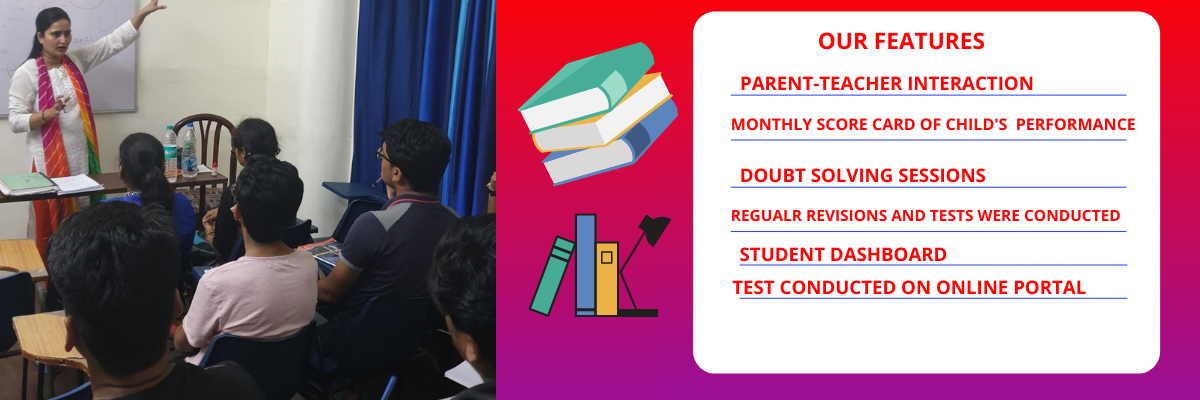 OUR FEATURES
PARENT-TEACHER INTERACTION
MONTHLY SCORE CARD OF CHILD'S PERFORMANCE
DOUBT SOLVING SESSIONS
REGUALR REVISIONS AND TESTS WERE CONDUCTED
STUDENT DASHBOARD
TEST CONDUCTED ON ONLINE PORTAL